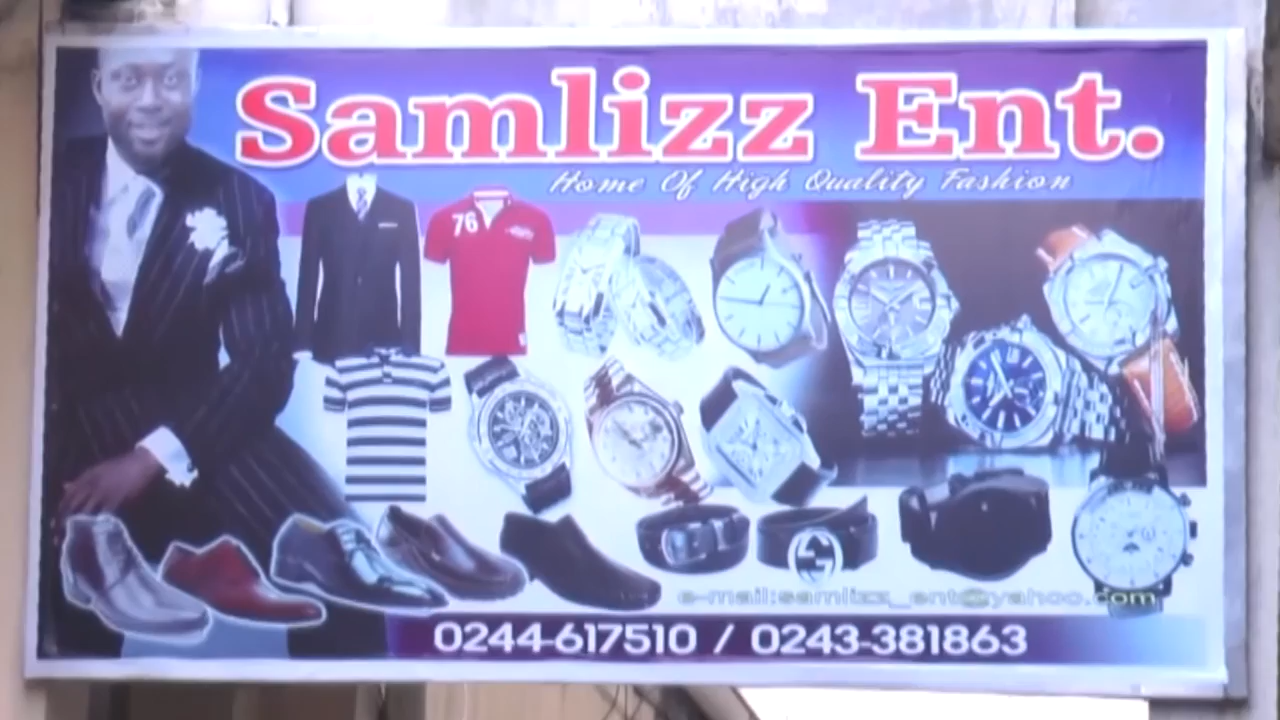 Samlizz Ent.
Home Of High Quality Fashion
76
e-mail:samlizz_ent@yahoo.com
0244-617510 / 0243-381863